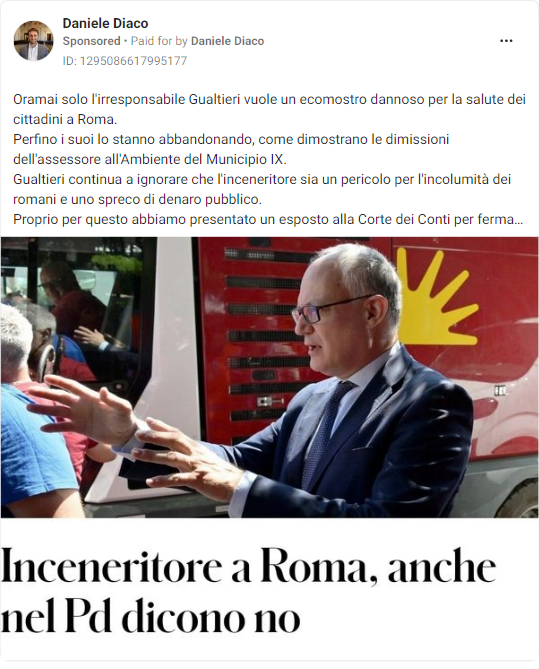 Daniele Diaco
Sponsored • Paid for by Daniele Diaco
ID: 1295086617995177
Oramai solo l'irresponsabile Gualtieri vuole un ecomostro dannoso per la salute dei
cittadini a Roma.
Perfino i suoi lo stanno abbandonando, come dimostrano le dimissioni
dell'assessore all'Ambiente del Municipio IX.
Gualtieri continua a ignorare che l'inceneritore sia un pericolo per l'incolumità dei
romani e uno spreco di denaro pubblico.
Proprio per questo abbiamo presentato un esposto alla Corte dei Conti per ferma...
Inceneritore a Roma, anche
nel Pd dicono no